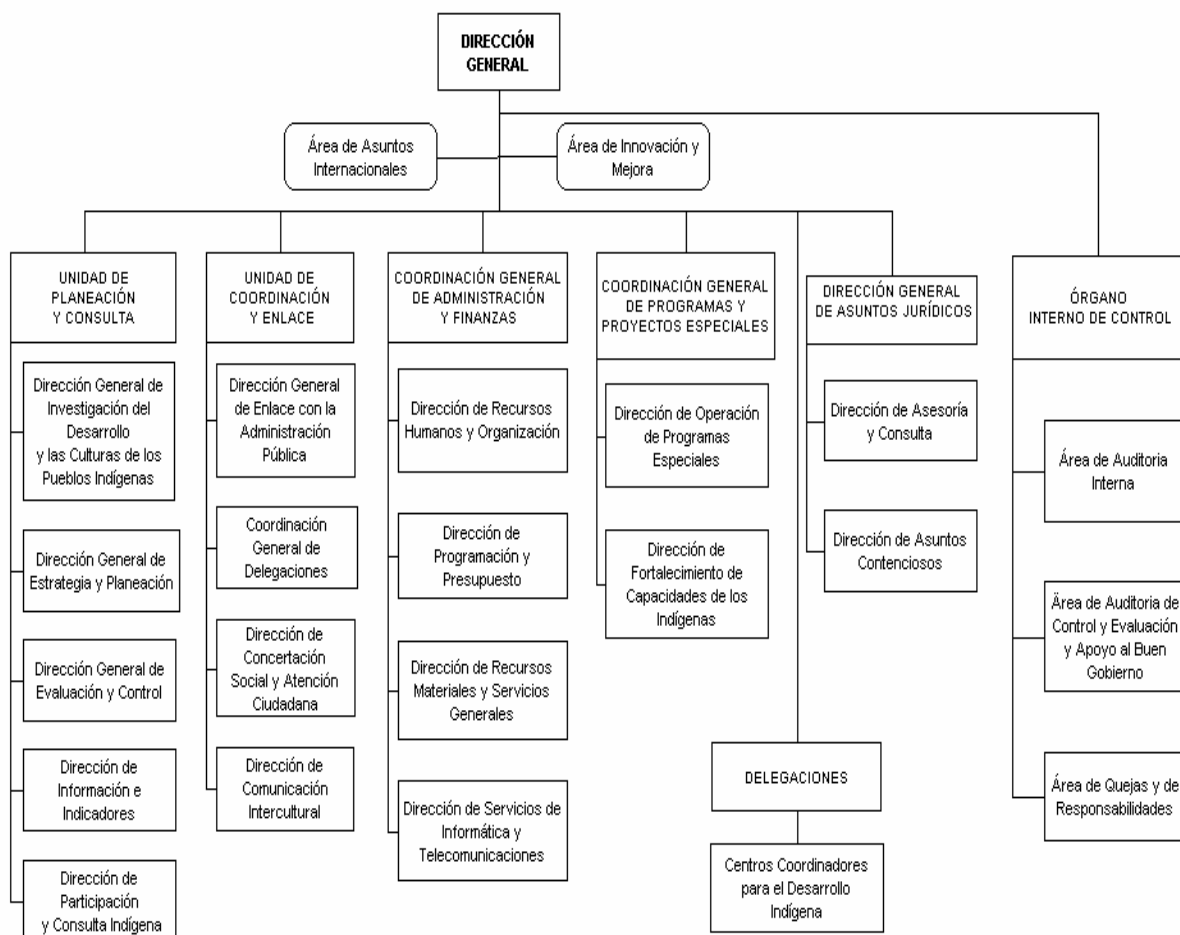 DIRECCIÓN
GENERAL
Área de Asuntos
Internacionales
Área de Innovación y
Mejora
UNIDAD DE
PLANEACIÓN
Y CONSULTA
UNIDAD DE
COORDINACIÓN
Y ENLACE
COORDINACIÓN GENERAL
DE ADMINISTRACIÓN
Y FINANZAS
COORDINACIÓN GENERAL
DE PROGRAMAS Y
PROYECTOS ESPECIALES
DIRECCIÓN GENERAL
DE ASUNTOS JURÍDICOS
ÓRGANO
INTERNO DE CONTROL
Dirección General de
Investigación del
Desarrollo
y las Culturas de los
Pueblos Indígenas
Dirección General de
Estrategia y Planeación
Dirección General de
Evaluación y Control
Dirección de
Información e
Indicadores
Dirección de
Participación
y Consulta Indígena
Dirección General
de Enlace con la
Administración
Pública
Coordinación
General de
Delegaciones
Dirección de
Concertación
Social y Atención
Ciudadana
Dirección de
Comunicación
Intercultural
Dirección de Recursos
Humanos y Organización
Dirección de
Programación y
Presupuesto
Dirección de Recursos
Materiales y Servicios
Generales
Dirección de Servicios de
Informática y
Telecomunicaciones
Dirección de Operación
de Programas
Especiales
Dirección de
Fortalecimiento de
Capacidades de los
Indígenas
DELEGACIONES
Centros Coordinadores
para el Desarrollo
Indígena
Dirección de Asesoría
y Consulta
Dirección de Asuntos
Contenciosos
Área de Auditoria
Interna
Ärea de Auditoria de
Control y Evaluación
y Apoyo al Buen
Gobierno
Área de Quejas y de
Responsabilidades